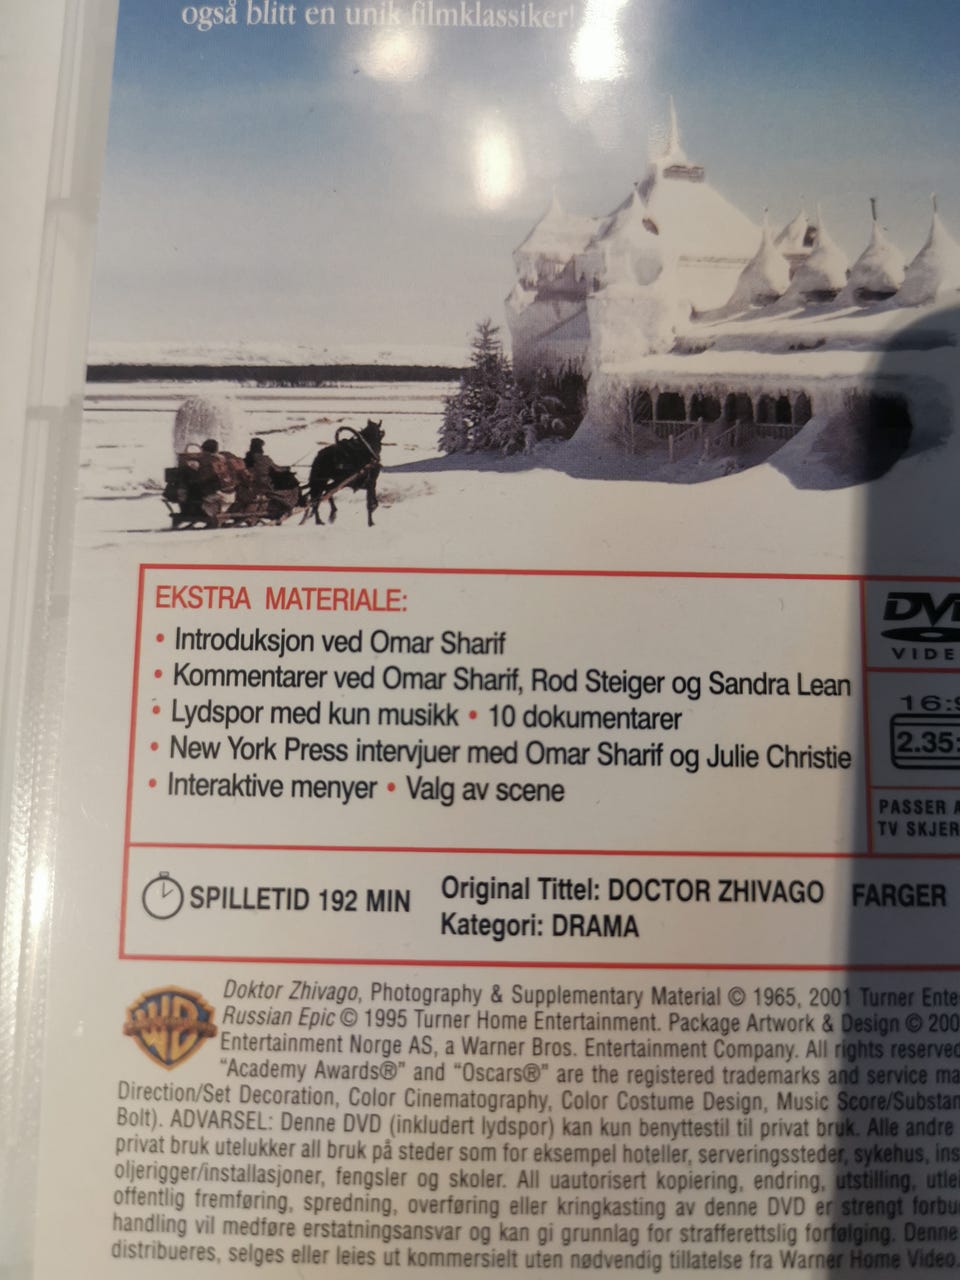 også blitt en unik filmklassiker!
EKSTRA MATERIALE:
• Introduksjon ved Omar Sharif
• Kommentarer ved Omar Sharif, Rod Steiger og Sandra Lean
• Lydspor med kun musikk • 10 dokumentarer
• New York Press intervjuer med Omar Sharif og Julie Christie
• Interaktive menyer • Valg av scene
DVD
VIDE
16:9
2.35:
PASSER A
TV SKJER
SPILLETID 192 MIN
Original Tittel: DOCTOR ZHIVAGO
FARGER
Kategori: DRAMA
Doktor Zhivago, Photography & Supplementary Material © 1965, 2001 Turner Ente
Russian Epic © 1995 Turner Home Entertainment. Package Artwork & Design © 200
Entertainment Norge AS, a Warner Bros. Entertainment Company. All rights reserved
"Academy Awards®" and "Oscars®" are the registered trademarks and service ma
Direction/Set Decoration, Color Cinematography, Color Costume Design, Music Score/Substan
Bolt). ADVARSEL: Denne DVD (inkludert lydspor) kan kun benyttestil til privat bruk. Alle andre
privat bruk utelukker all bruk på steder som for eksempel hoteller, serveringssteder, sykehus, ins
oljerigger/installasjoner, fengsler og skoler. All uautorisert kopiering, endring, utstilling, utlei
offentlig fremføring, spredning, overføring eller kringkasting av denne DVD er strengt forbu
handling vil medføre erstatningsansvar og kan gi grunnlag for strafferettslig forfølging. Denne
distribueres, selges eller leies ut kommersielt uten nødvendig tillatelse fra Warner Home Video.